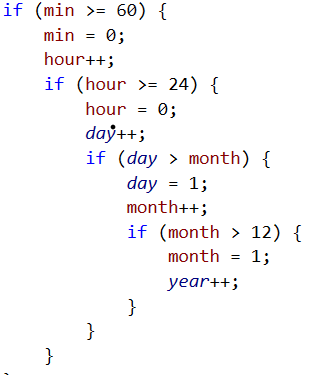 if (min >= 60) {
    min = 0;
    hour++;
    if (hour >= 24) {
        hour = 0;
        day++;
        if (day > month) {
            day = 1;
            month++;
            if (month > 12) {
                month = 1;
                year++;
            }
        }
    }